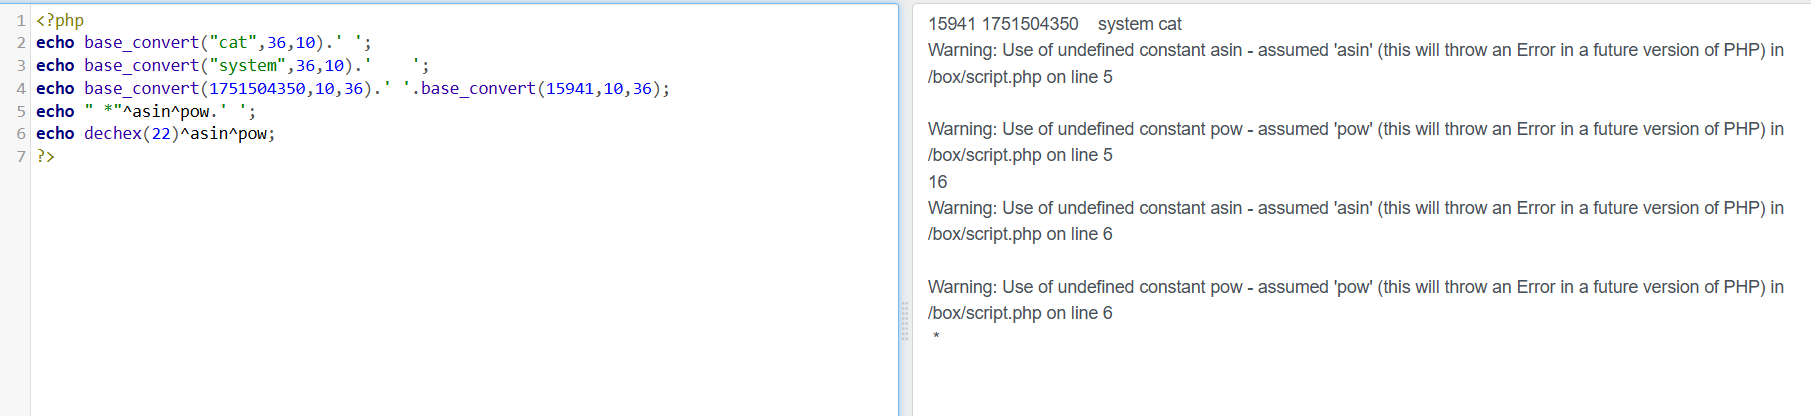 1 <?php
2 echo base_convert("cat",36,10).' ';
3 echo base_convert("system",36,10).'    ';
4 echo base_convert(1751504350,10,36).' '.base_convert(15941,10,36);
5 echo " *"^asin^pow.' ';
6 echo dechex(22)^asin^pow;
7 ?>
15941 1751504350    system cat
Warning: Use of undefined constant asin - assumed 'asin' (this will throw an Error in a future version of PHP) in
/box/script.php on line 5
Warning: Use of undefined constant pow - assumed 'pow' (this will throw an Error in a future version of PHP) in
/box/script.php on line 5
16
Warning: Use of undefined constant asin - assumed 'asin' (this will throw an Error in a future version of PHP) in
/box/script.php on line 6
Warning: Use of undefined constant pow - assumed 'pow' (this will throw an Error in a future version of PHP) in
/box/script.php on line 6
*